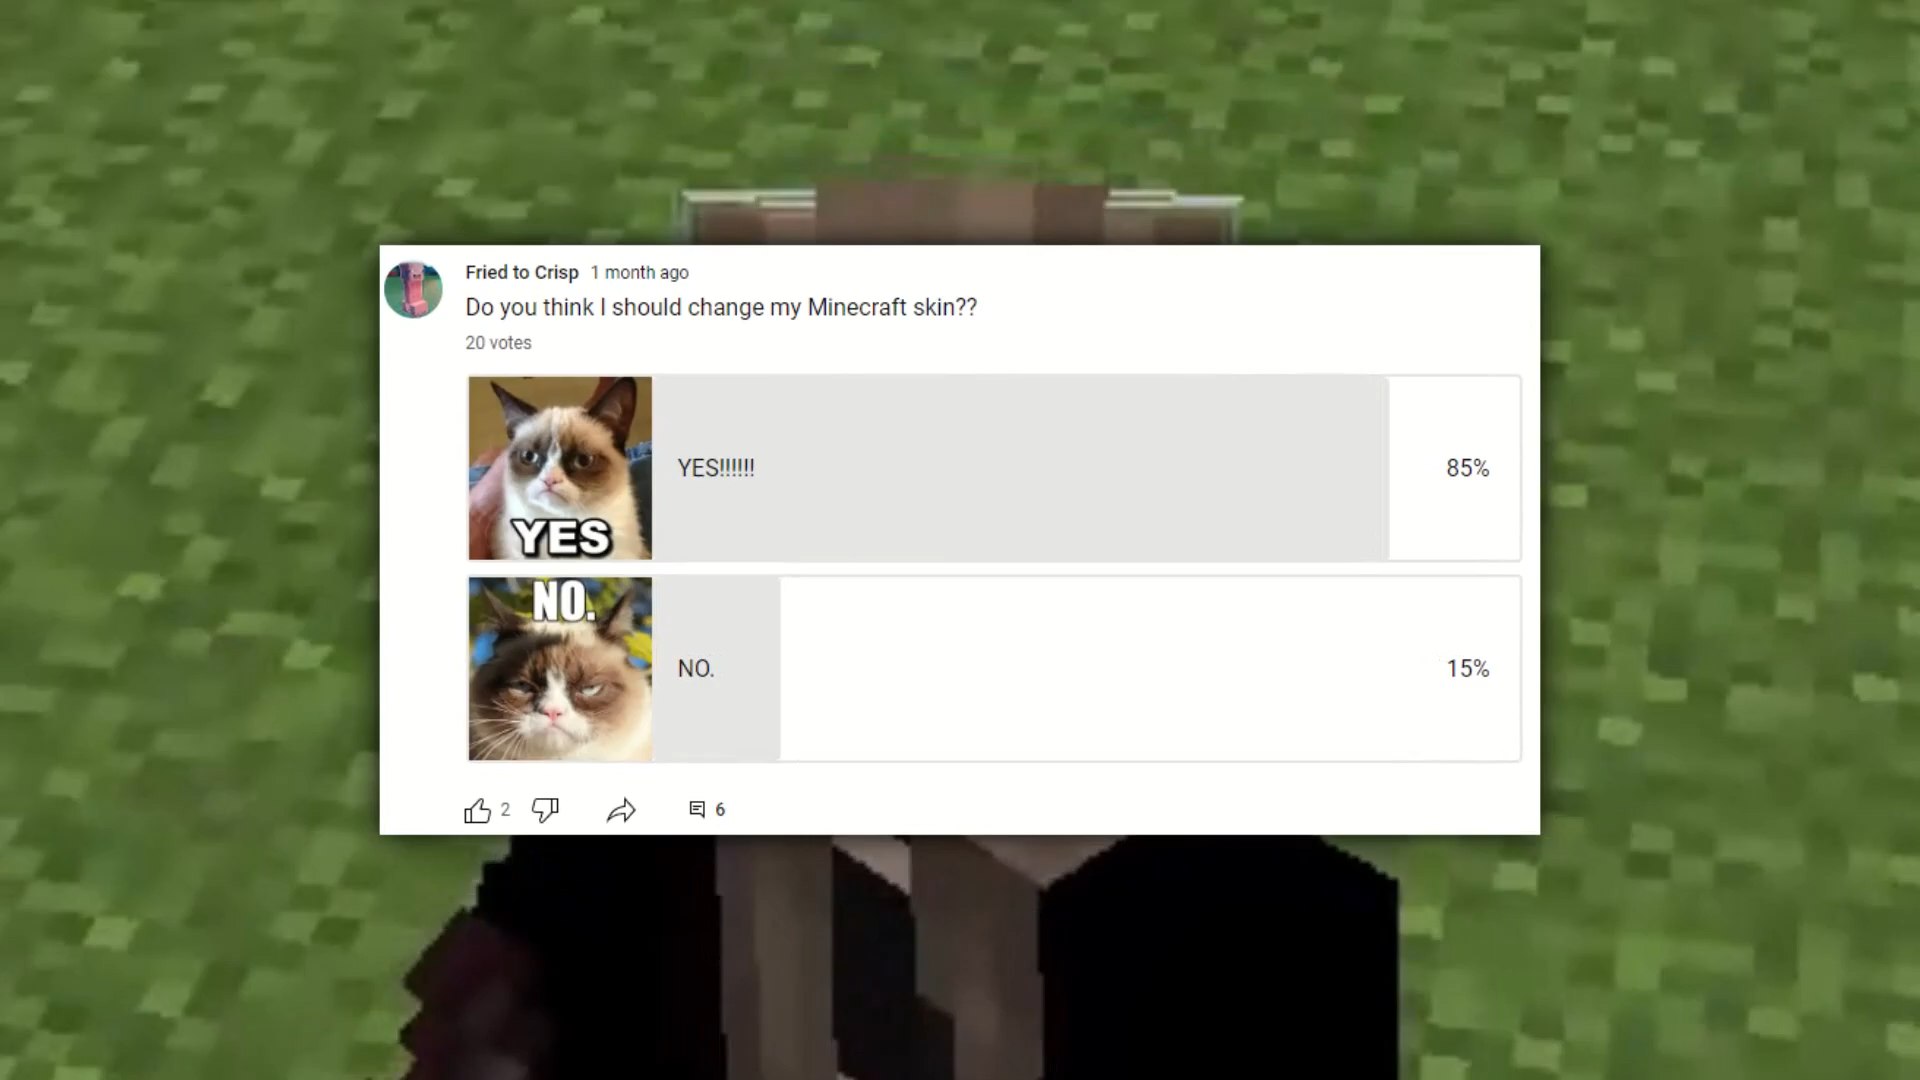 Fried to Crisp 1 month ago
Do you think I should change my Minecraft skin??
20 votes
YES
YES!!!!!!
85%
NO.
NO.
15%
2
6